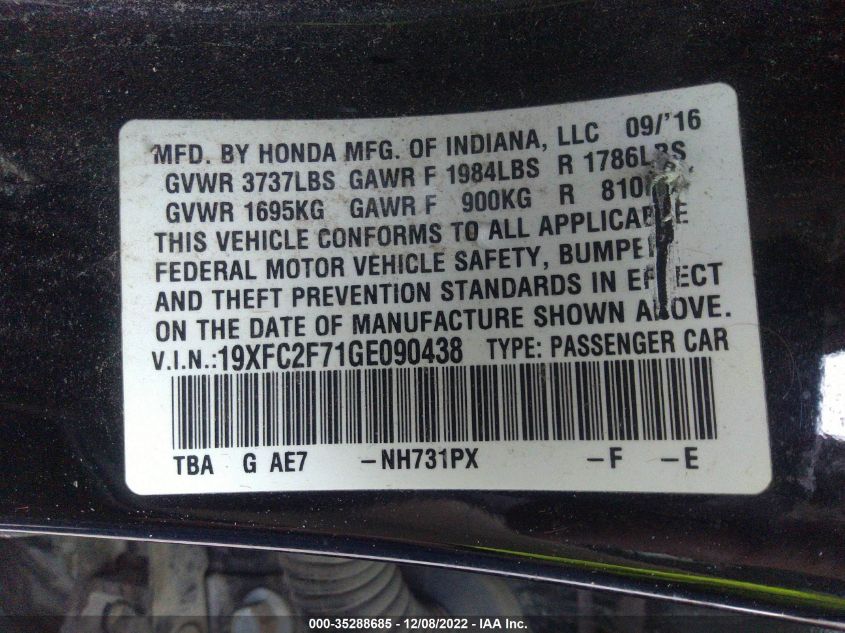 MFD. BY HONDA MFG. OF INDIANA, LLC 09/'16
GVWR 3737LBS GAWR F 1984LBS R 1786LBS
GVWR 1695KG GAWR F 900KG R
THIS VEHICLE CONFORMS TO ALL APPLICABLE
FEDERAL MOTOR VEHICLE SAFETY, BUMPER
AND THEFT PREVENTION STANDARDS IN EFFECT
ON THE DATE OF MANUFACTURE SHOWN ABOVE.
V.I.N.:19XFC2F71GE090438 TYPE: PASSENGER CAR
TBA G AE7 -NH731PX -F -E
000-35288685 - 12/08/2022 - IAA Inc.